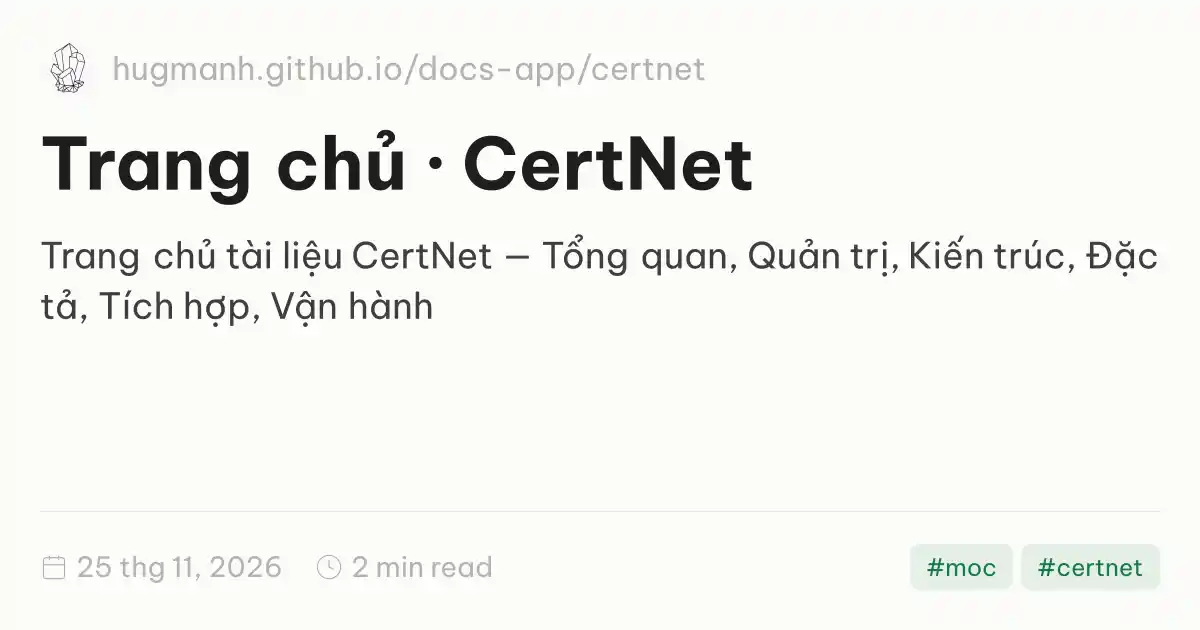 hugmanh.github.io/docs-app/certnet
Trang chủ · CertNet
Trang chủ tài liệu CertNet — Tổng quan, Quản trị, Kiến trúc, Đặc
tả, Tích hợp, Vận hành
25 thg 11, 2026 2 min read #moc #certnet